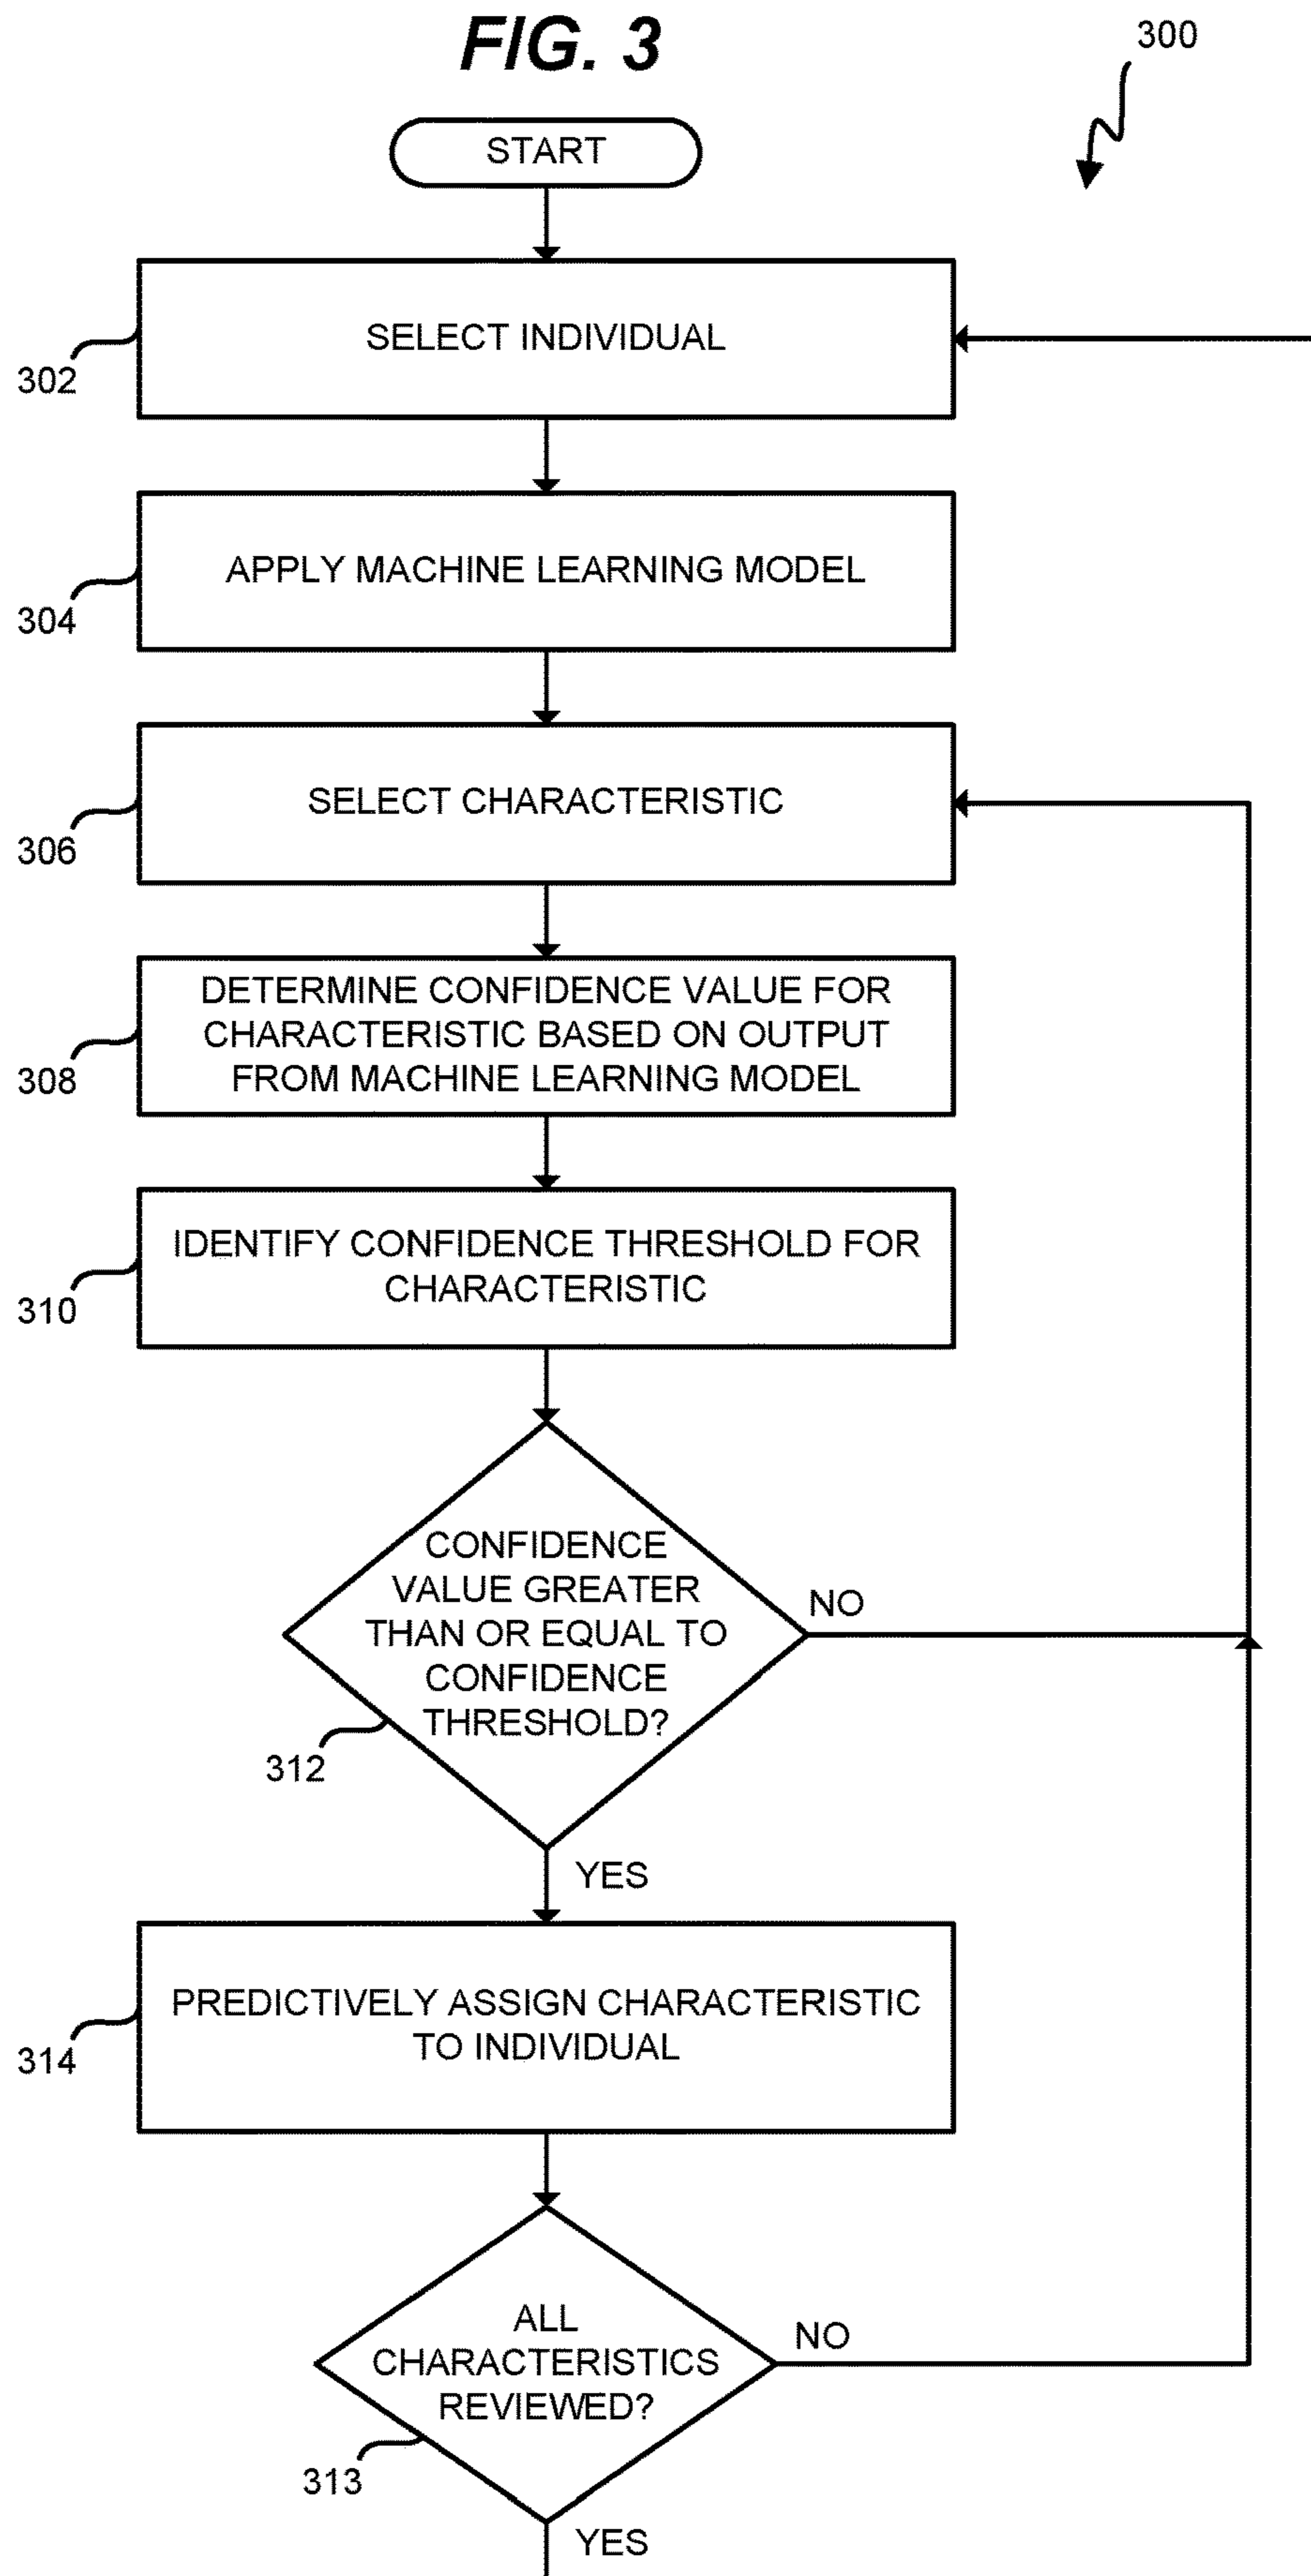 FIG. 3
300
START
SELECT INDIVIDUAL
302
APPLY MACHINE LEARNING MODEL
304
SELECT CHARACTERISTIC
306
DETERMINE CONFIDENCE VALUE FOR
CHARACTERISTIC BASED ON OUTPUT
FROM MACHINE LEARNING MODEL
308
IDENTIFY CONFIDENCE THRESHOLD FOR
CHARACTERISTIC
310
CONFIDENCE
VALUE GREATER
THAN OR EQUAL TO
CONFIDENCE
THRESHOLD?
NO
312
YES
PREDICTIVELY ASSIGN CHARACTERISTIC
TO INDIVIDUAL
314
ALL
CHARACTERISTICS
REVIEWED?
NO
313
YES